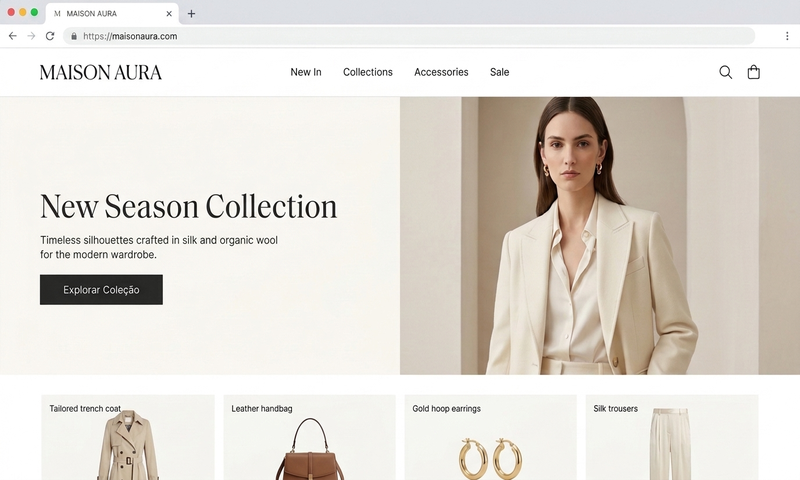 M MAISON AURA
https://maisonaura.com
MAISON AURA
New In
Collections
Accessories
Sale
New Season Collection
Timeless silhouettes crafted in silk and organic wool
for the modern wardrobe.
Explorar Coleção
Tailored trench coat
Leather handbag
Gold hoop earrings
Silk trousers